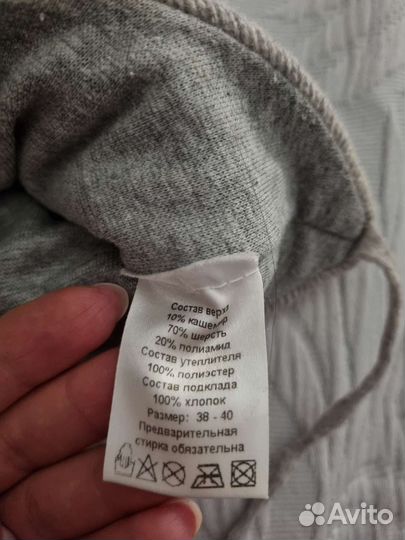 Состав верха
10% кашемир
70% шерсть
20% полиамид
Состав утеплителя
100% полиэстер
Состав подклада
100% хлопок
Размер: 38 - 40
Предварительная
стирка обязательна
Avito